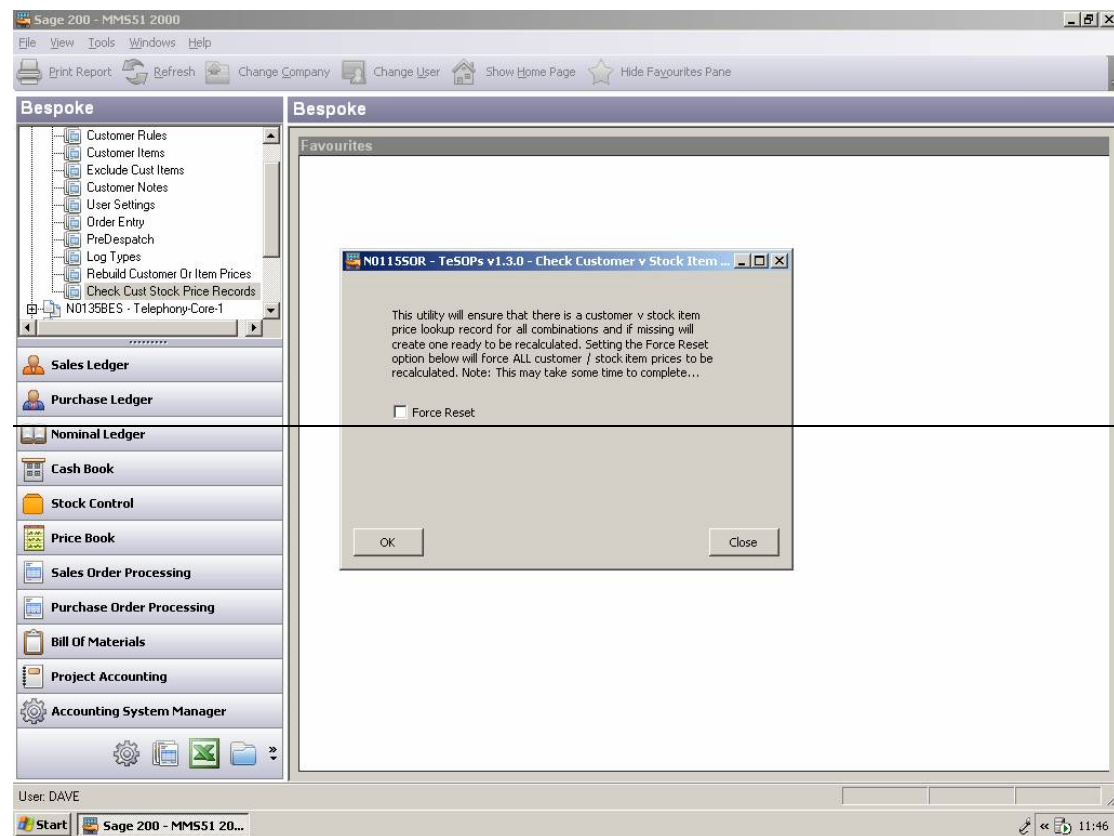 Sage 200 - MMS51 2000
File View Tools Windows Help
Print Report Refresh Change Company Change User Show Home Page Hide Favourites Pane
Bespoke
Customer Rules
Customer Items
Exclude Cust Items
Customer Notes
User Settings
Order Entry
PreDespatch
Log Types
Rebuild Customer Or Item Prices
Check Cust Stock Price Records
N0135BES - Telephony-Core-1
Sales Ledger
Purchase Ledger
Nominal Ledger
Cash Book
Stock Control
Price Book
Sales Order Processing
Purchase Order Processing
Bill Of Materials
Project Accounting
Accounting System Manager
Bespoke
Favourites
N0115SOR - TeSOPs v1.3.0 - Check Customer v Stock Item ...
This utility will ensure that there is a customer v stock item
price lookup record for all combinations and if missing will
create one ready to be recalculated. Setting the Force Reset
option below will force ALL customer / stock item prices to be
recalculated. Note: This may take some time to complete...
Force Reset
OK Close
User: DAVE
Start Sage 200 - MMS51 20... 11:46